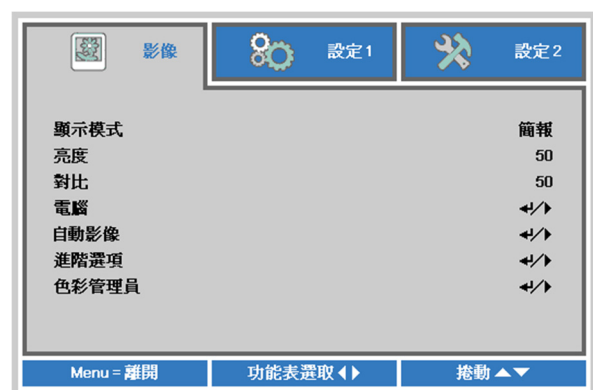 影像 設定1 設定2
顯示模式 簡報
亮度 50
對比 50
電腦 ↵/▶
自動影像 ↵/▶
進階選項 ↵/▶
色彩管理員 ↵/▶
Menu = 離開 功能表選取 ◀▶ 捲動 ▲▼